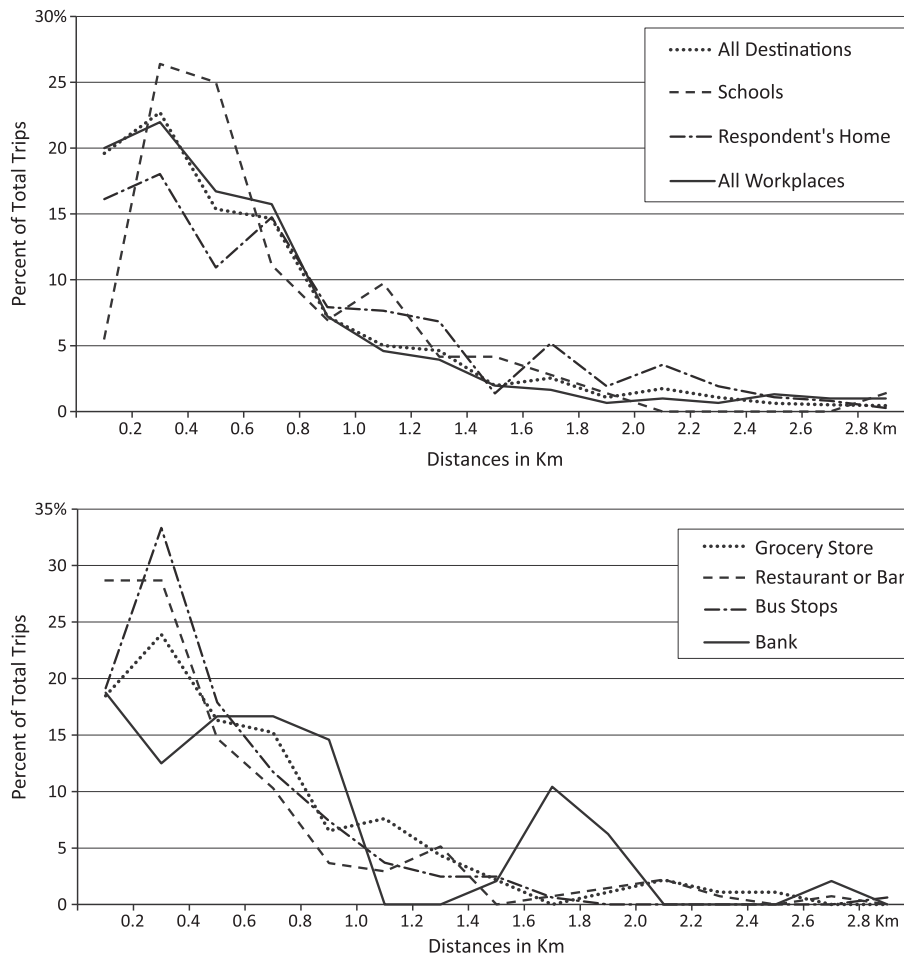 30%
25
20
15
10
5
0
Percent of Total Trips
All Destinations
Schools
Respondent's Home
All Workplaces
0.2 0.4 0.6 0.8 1.0 1.2 1.4 1.6 1.8 2.0 2.2 2.4 2.6 2.8 Km
Distances in Km
35%
30
25
20
15
10
5
0
Percent of Total Trips
Grocery Store
Restaurant or Bar
Bus Stops
Bank
0.2 0.4 0.6 0.8 1.0 1.2 1.4 1.6 1.8 2.0 2.2 2.4 2.6 2.8 Km
Distances in Km